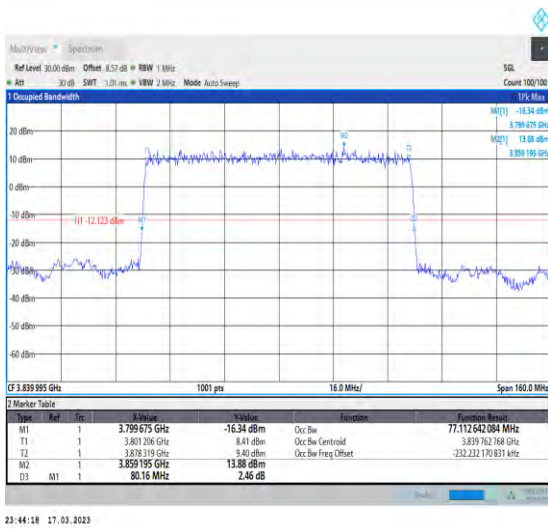 MultiView Spectrum
Ref Level 30.00 dBm Offset 8.57 dB RBW 1 MHz SGL
Att 30 dB SWT 1.01 ms VBW 2 MHz Mode Auto Sweep Count 100/100
1 Occupied Bandwidth 1Pk Max
M1[1] -16.34 dBm
3.799 675 GHz
M2[1] 13.88 dBm
3.859 195 GHz
20 dBm
10 dBm
0 dBm
-10 dBm
H1 -12.123 dBm
-20 dBm
-30 dBm
-40 dBm
-50 dBm
-60 dBm
T1
M2
T2
CF 3.839 995 GHz 1001 pts 16.0 MHz/ Span 160.0 MHz
2 Marker Table
Type Ref Trc X-Value Y-Value Function Function Result
M1 1 3.799 675 GHz -16.34 dBm Occ Bw 77.112 642 084 MHz
T1 1 3.801 206 GHz 8.41 dBm Occ Bw Centroid 3.839 762 768 GHz
T2 1 3.878 319 GHz 9.40 dBm Occ Bw Freq Offset -232.232 170 831 kHz
M2 1 3.859 195 GHz 13.88 dBm
D3 M1 1 80.16 MHz 2.46 dB
23:44:18 17.03.2023